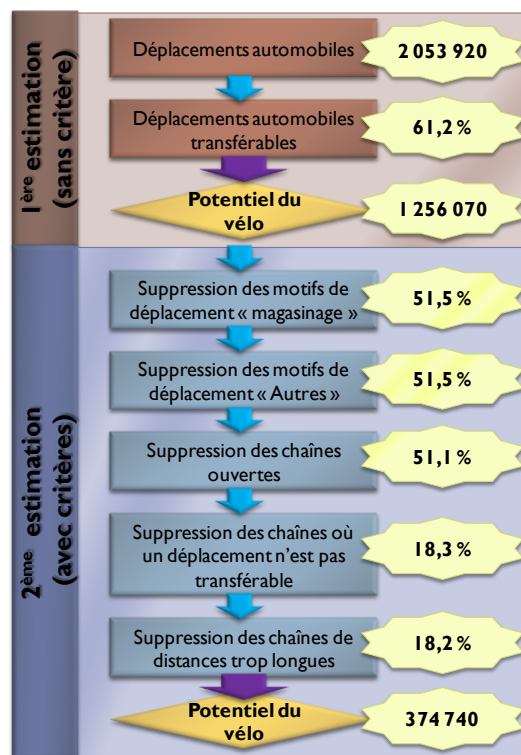 1ère estimation
(sans critère)
Déplacements automobiles
2 053 920
Déplacements automobiles
transférables
61,2 %
Potentiel du
vélo
1 256 070
2ème estimation
(avec critères)
Suppression des motifs de
déplacement « magasinage »
51,5 %
Suppression des motifs de
déplacement « Autres »
51,5 %
Suppression des chaînes
ouvertes
51,1 %
Suppression des chaînes où
un déplacement n'est pas
transférable
18,3 %
Suppression des chaînes de
distances trop longues
18,2 %
Potentiel du
vélo
374 740